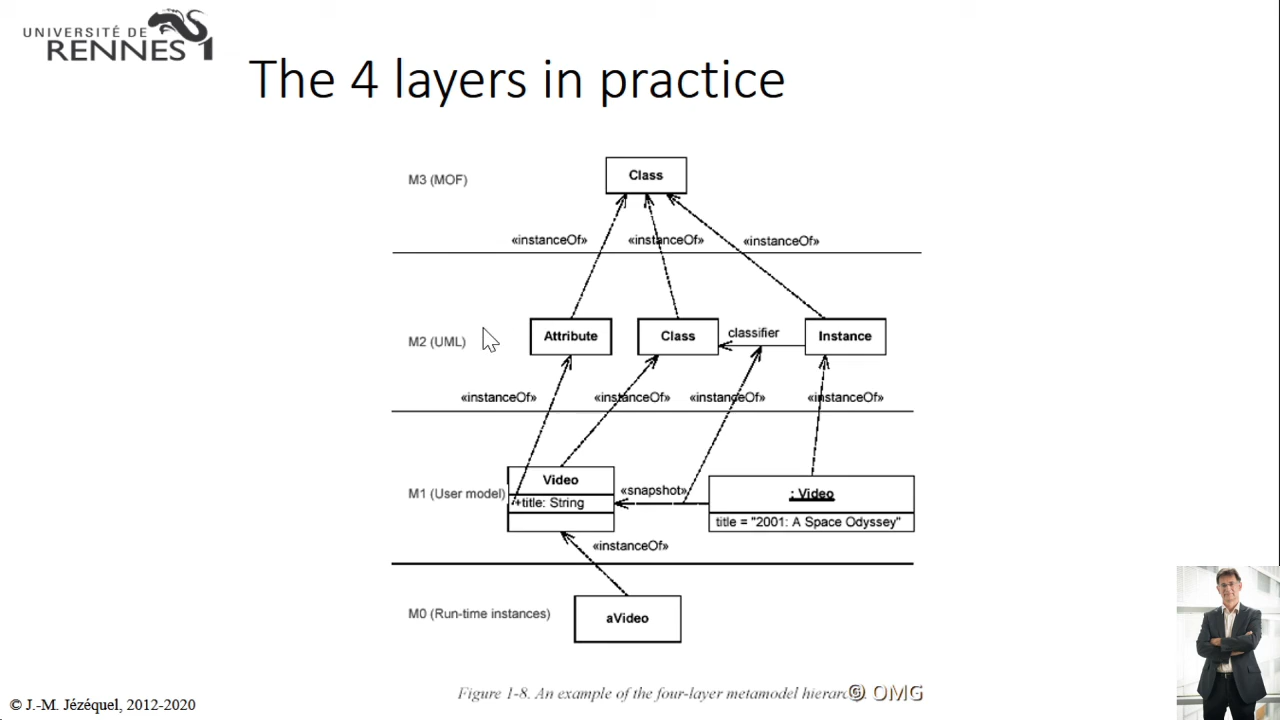 UNIVERSITÉ DE
RENNES 1
The 4 layers in practice
M3 (MOF)
Class
«instanceOf» «instanceOf» «instanceOf»
M2 (UML)
Attribute
Class
classifier
Instance
«instanceOf» «instanceOf» «instanceOf» «instanceOf»
M1 (User model)
Video
+title: String
«snapshot»
: Video
title = "2001: A Space Odyssey"
«instanceOf»
M0 (Run-time instances)
aVideo
Figure 1-8. An example of the four-layer metamodel hierarc
© OMG
© J.-M. Jézéquel, 2012-2020